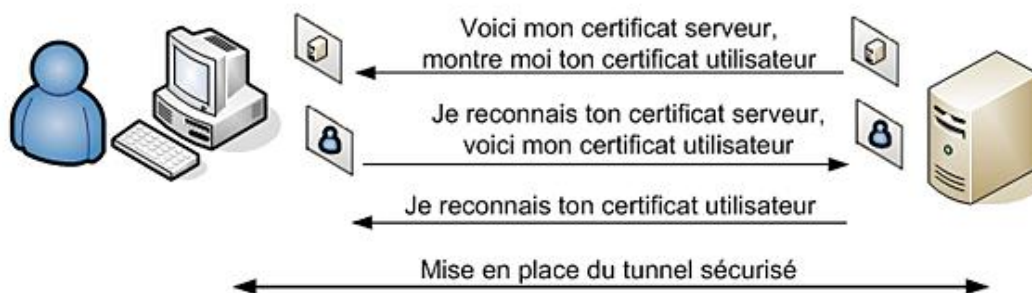 Voici mon certificat serveur,
montre moi ton certificat utilisateur
Je reconnais ton certificat serveur,
voici mon certificat utilisateur
Je reconnais ton certificat utilisateur
Mise en place du tunnel sécurisé